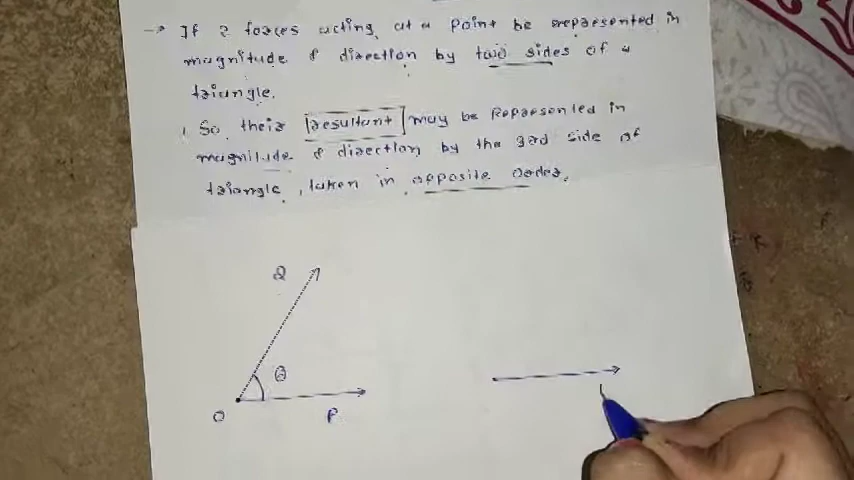 → If 2 forces acting at a point be represented in
magnitude & direction by two sides of a
triangle.
So their resultant may be Represented in
magnitude & direction by the 3rd side of
triangle, taken in opposite order.
Q
θ
O
P